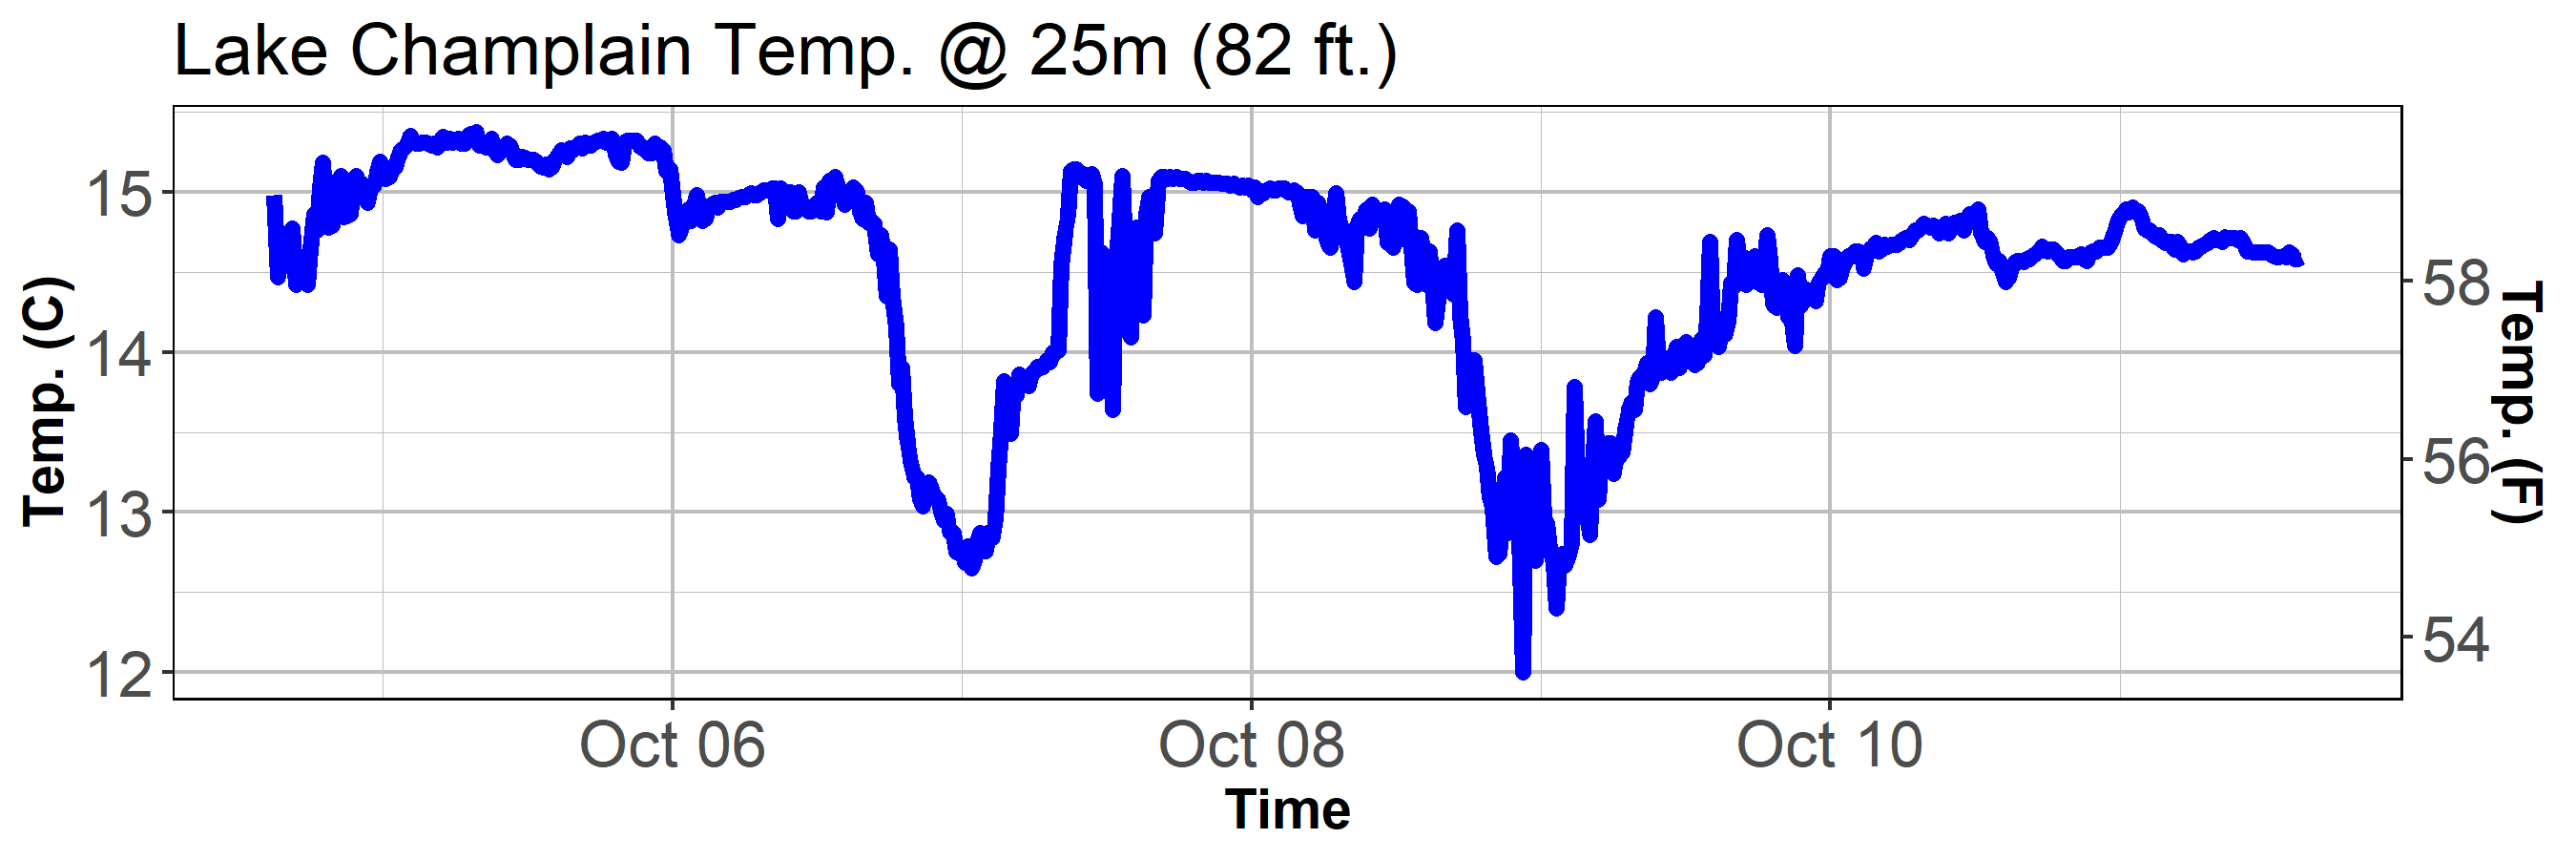 Lake Champlain Temp. @ 25m (82 ft.)
Temp. (C)
15
14
13
12
58
56
54
Temp. (F)
Oct 06
Oct 08
Oct 10
Time